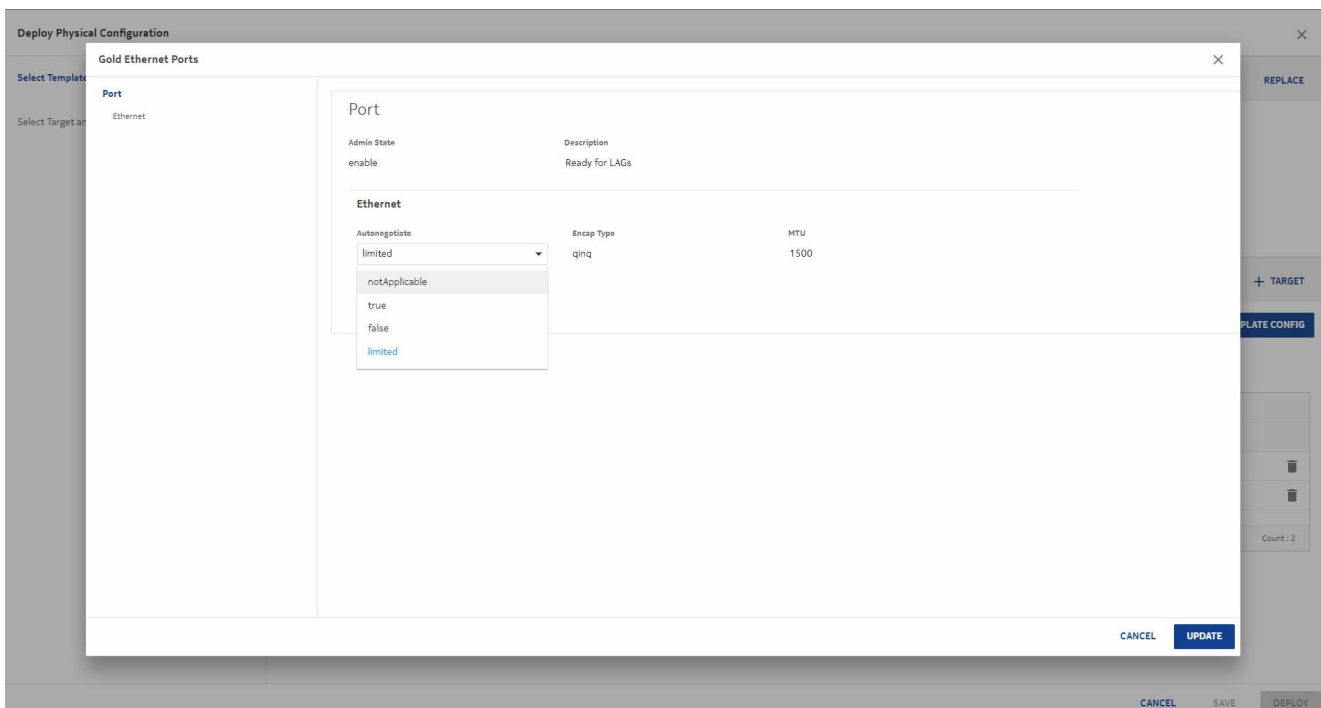 Deploy Physical Configuration
Gold Ethernet Ports
Select Template
REPLACE
Port
Ethernet
Select Target an
Port
Admin State
Description
enable
Ready for LAGs
Ethernet
Autonegotiate
Encap Type
MTU
limited
qinq
1500
notApplicable
true
false
limited
+ TARGET
PLATE CONFIG
Count : 2
CANCEL
UPDATE
CANCEL
SAVE
DEPLOY